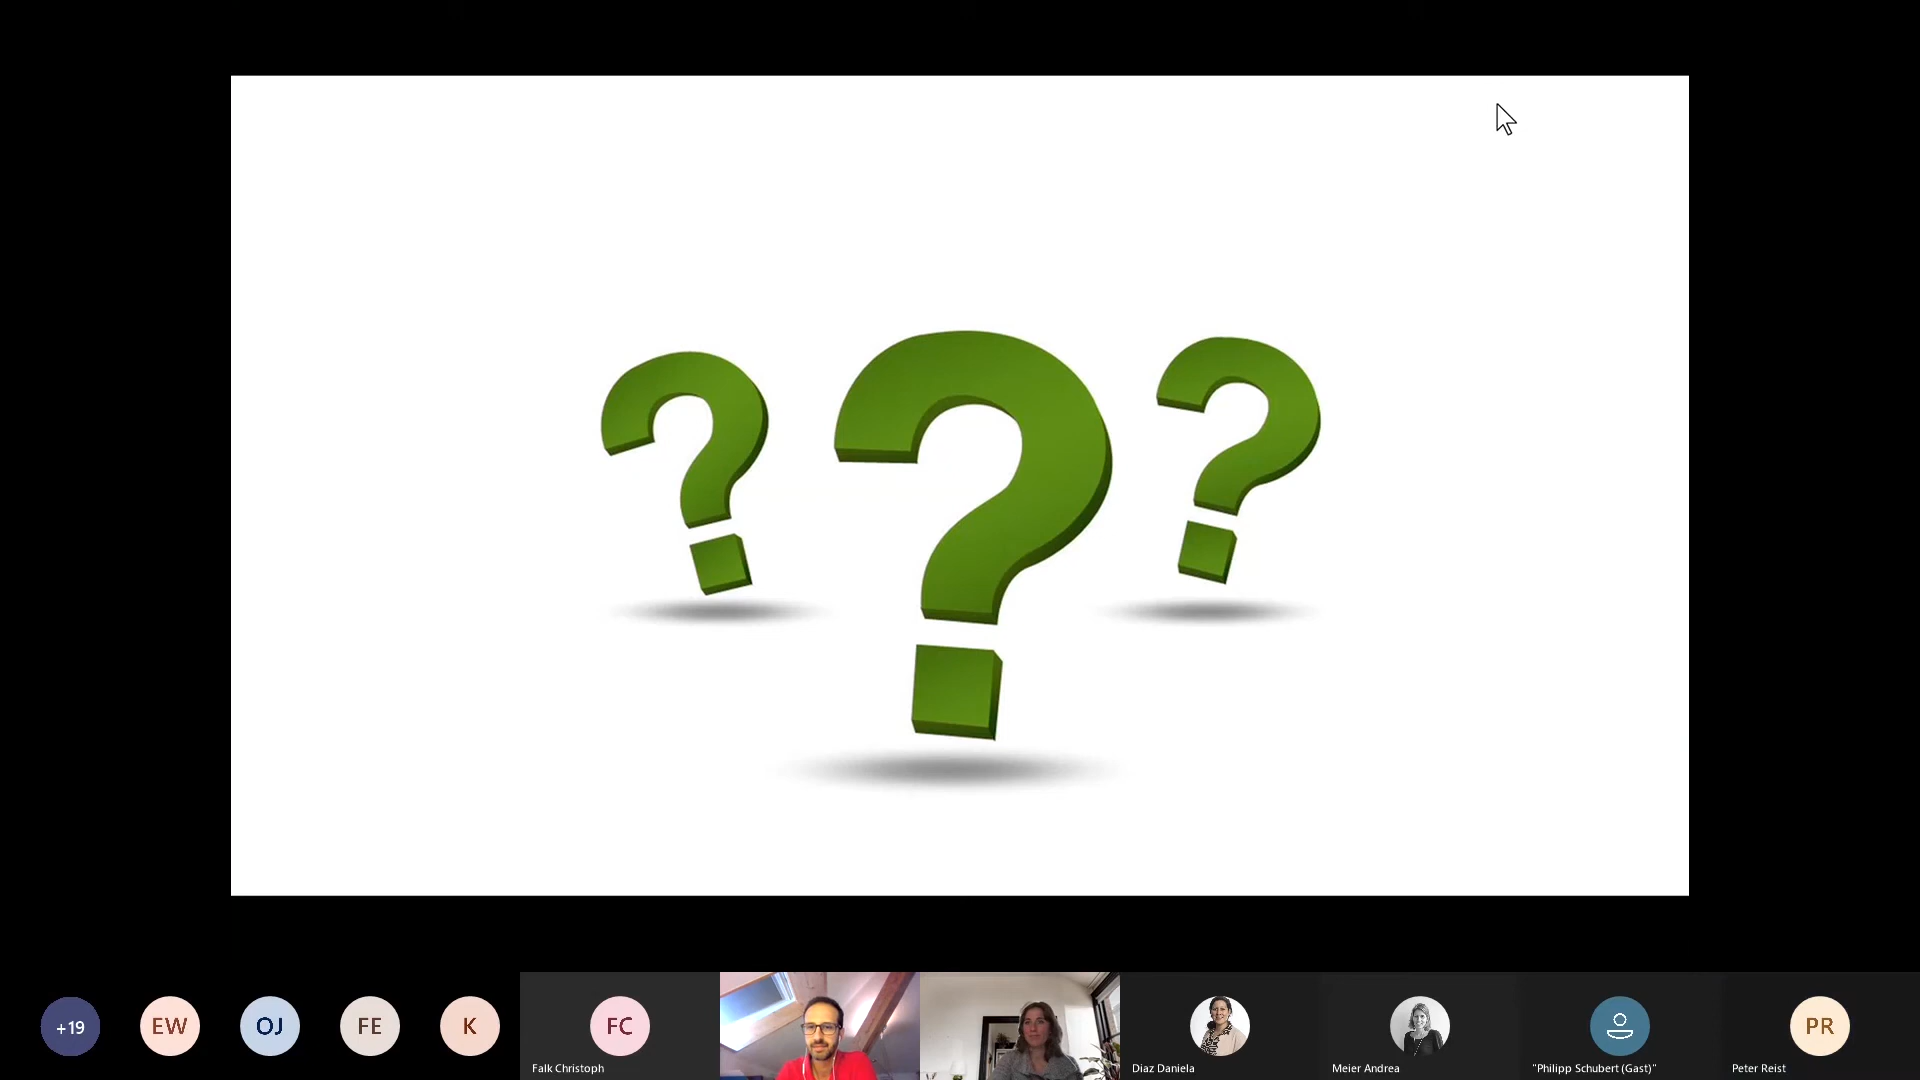 ? ? ?
+19 EW OJ FE K FC PR
Falk Christoph Diaz Daniela Meier Andrea "Philipp Schubert (Gast)" Peter Reist